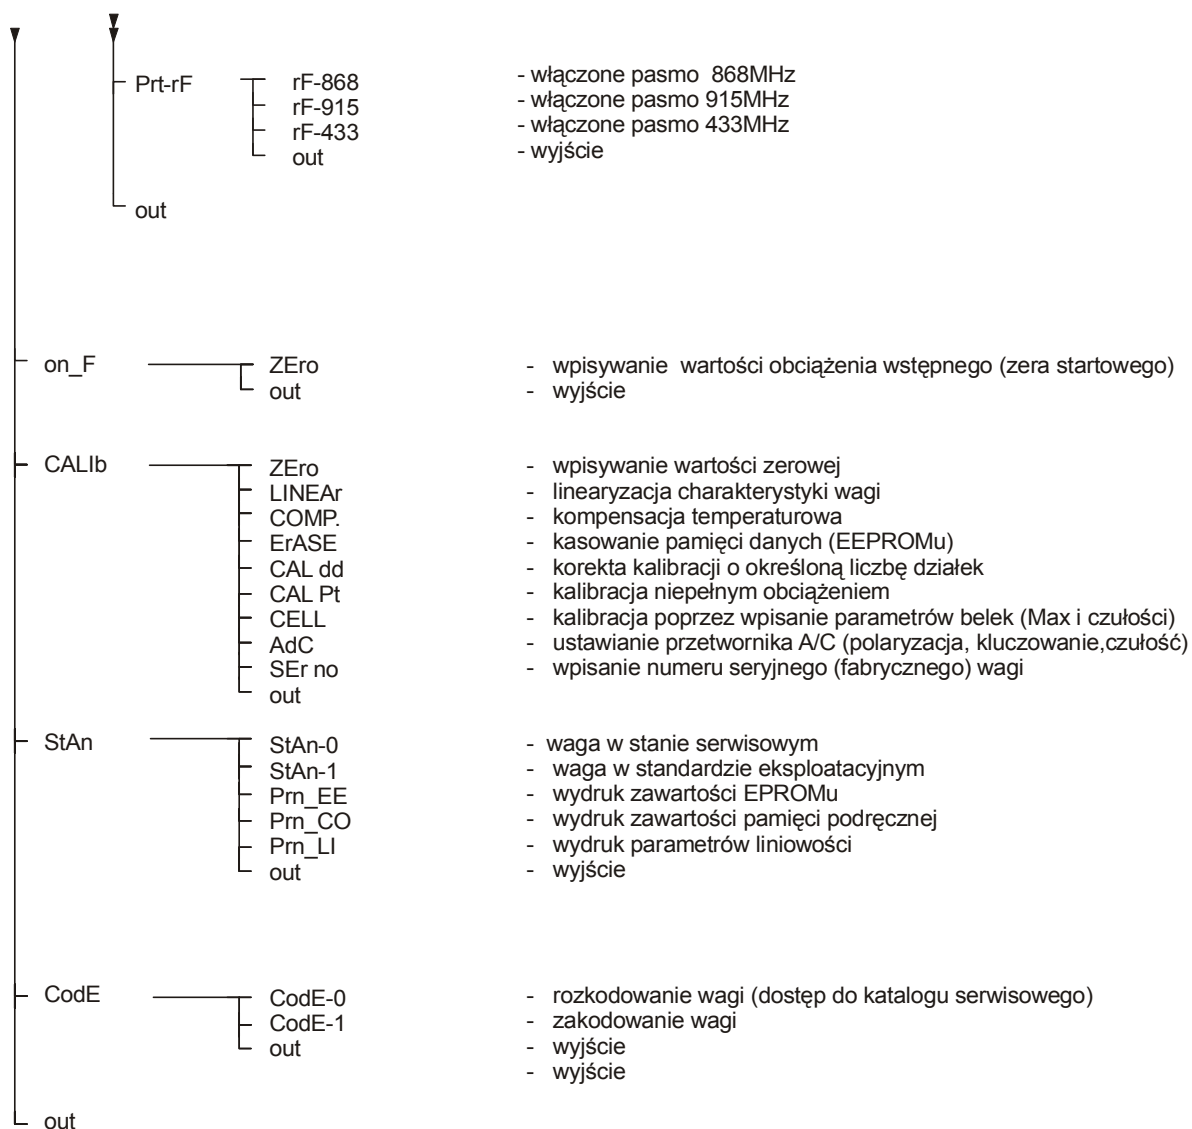 Prt-rF rF-868 - włączone pasmo 868MHz
rF-915 - włączone pasmo 915MHz
rF-433 - włączone pasmo 433MHz
out - wyjście
out
on_F ZEro - wpisywanie wartości obciążenia wstępnego (zera startowego)
out - wyjście
CALIb ZEro - wpisywanie wartości zerowej
LINEAr - linearyzacja charakterystyki wagi
COMP. - kompensacja temperaturowa
ErASE - kasowanie pamięci danych (EEPROMu)
CAL dd - korekta kalibracji o określoną liczbę działek
CAL Pt - kalibracja niepełnym obciążeniem
CELL - kalibracja poprzez wpisanie parametrów belek (Max i czułości)
AdC - ustawianie przetwornika A/C (polaryzacja, kluczowanie,czułość)
SEr no - wpisanie numeru seryjnego (fabrycznego) wagi
out
StAn StAn-0 - waga w stanie serwisowym
StAn-1 - waga w standardzie eksploatacyjnym
Prn_EE - wydruk zawartości EPROMu
Prn_CO - wydruk zawartości pamięci podręcznej
Prn_LI - wydruk parametrów liniowości
out - wyjście
CodE CodE-0 - rozkodowanie wagi (dostęp do katalogu serwisowego)
CodE-1 - zakodowanie wagi
out - wyjście
- wyjście
out